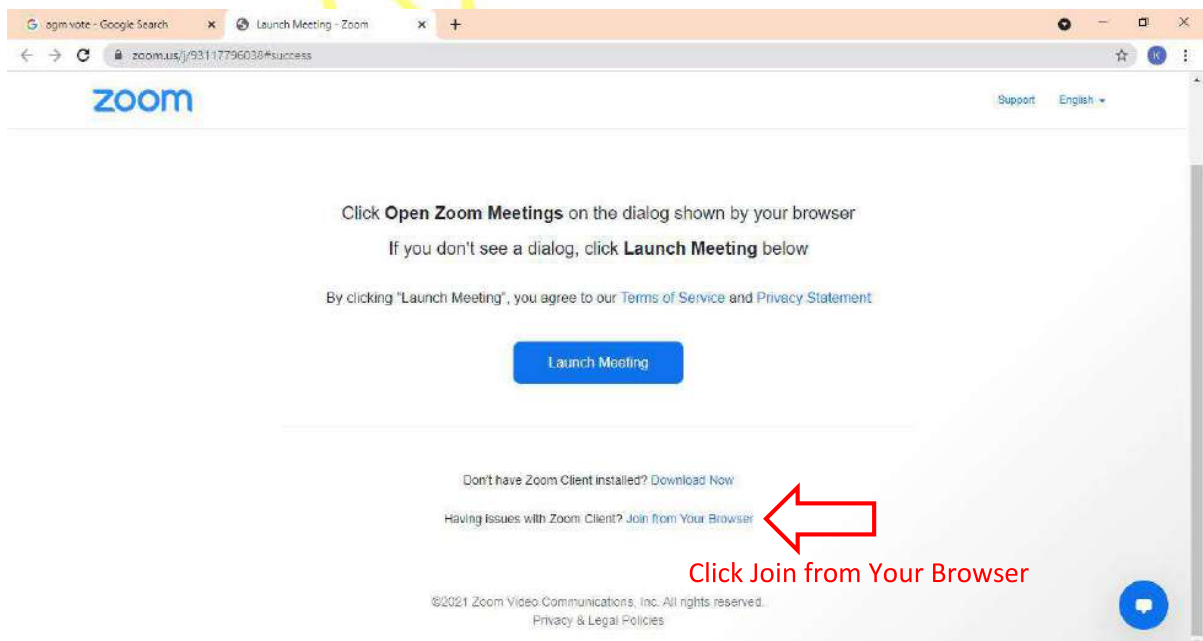 agm vote - Google Search
Launch Meeting - Zoom
zoom.us/j/93117796038#success
K
zoom
Support
English
Click Open Zoom Meetings on the dialog shown by your browser
If you don't see a dialog, click Launch Meeting below
By clicking "Launch Meeting", you agree to our Terms of Service and Privacy Statement
Launch Meeting
Don't have Zoom Client installed? Download Now
Having issues with Zoom Client? Join from Your Browser
Click Join from Your Browser
©2021 Zoom Video Communications, Inc. All rights reserved.
Privacy & Legal Policies